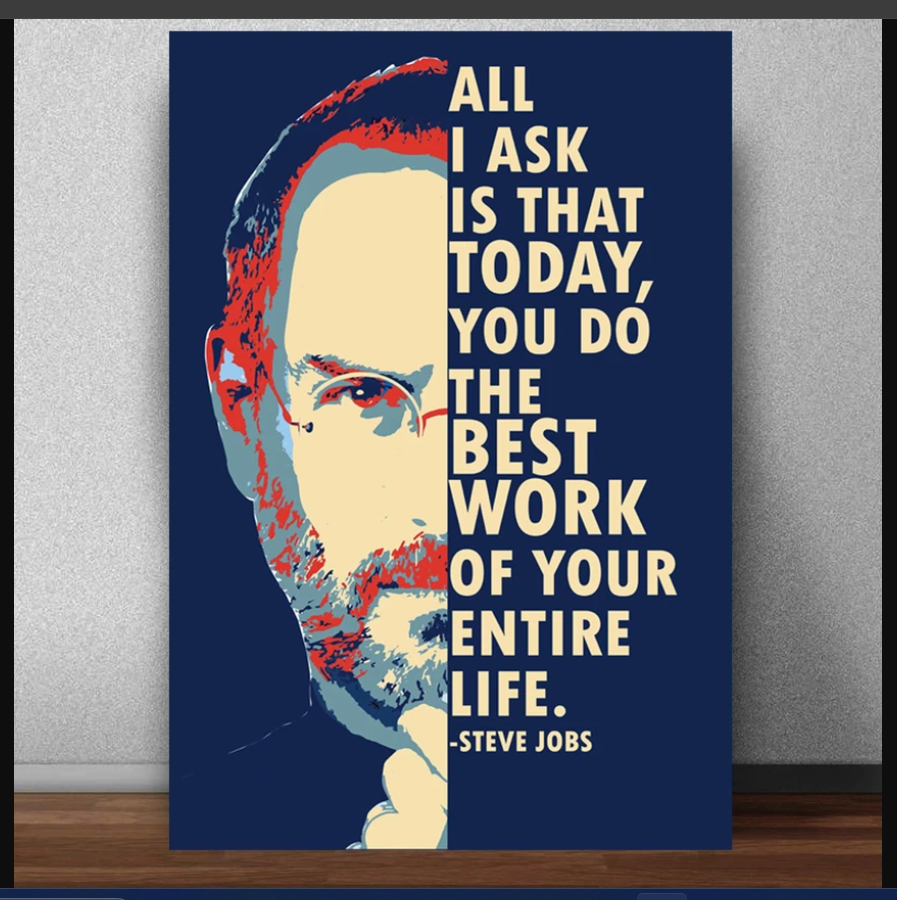 ALL
I ASK
IS THAT
TODAY,
YOU DO
THE
BEST
WORK
OF YOUR
ENTIRE
LIFE.
-STEVE JOBS